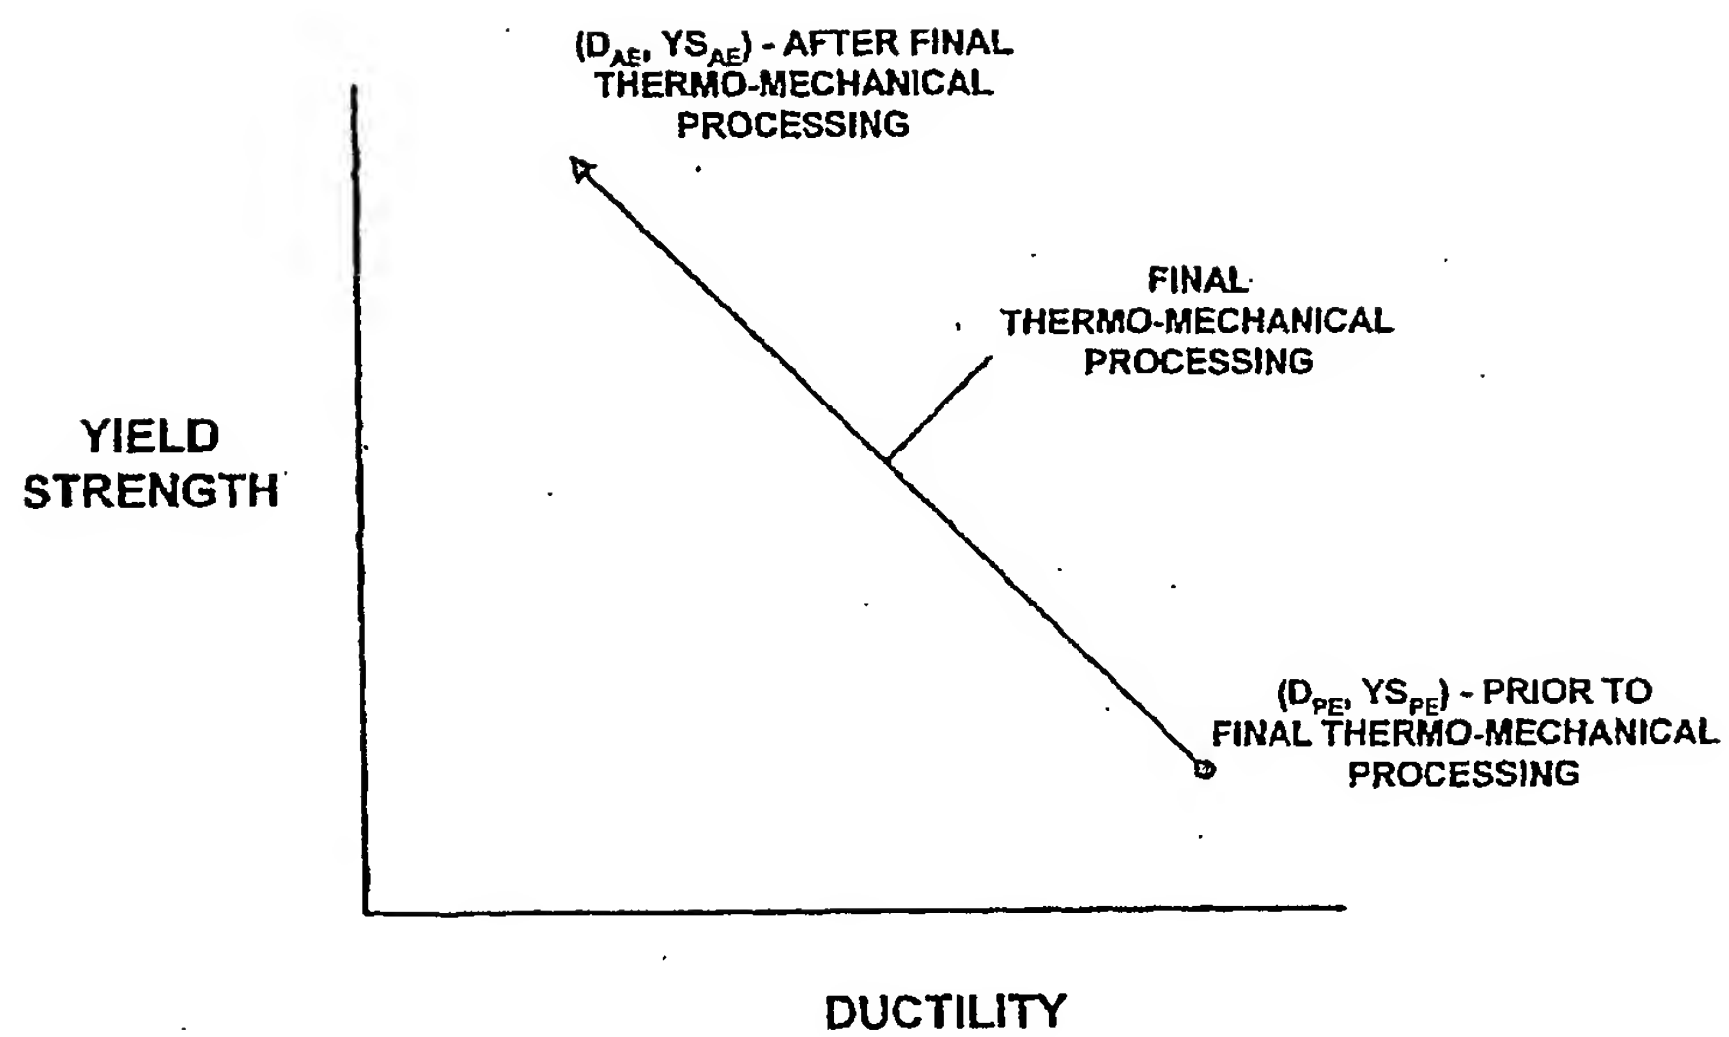 (D_AE, YS_AE) - AFTER FINAL
THERMO-MECHANICAL
PROCESSING
FINAL
THERMO-MECHANICAL
PROCESSING
YIELD
STRENGTH
(D_PE, YS_PE) - PRIOR TO
FINAL THERMO-MECHANICAL
PROCESSING
DUCTILITY